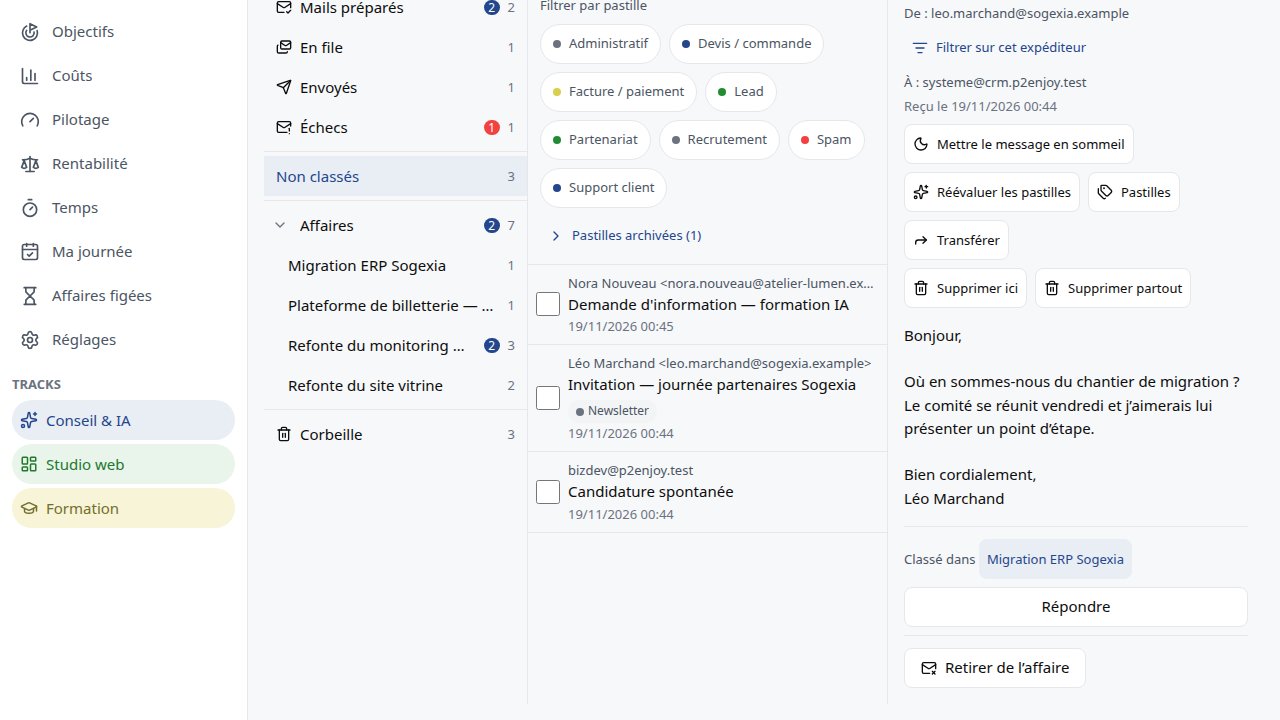 Objectifs
Coûts
Pilotage
Rentabilité
Temps
Ma journée
Affaires figées
Réglages
TRACKS
Conseil & IA
Studio web
Formation
Mails préparés 2 2
En file 1
Envoyés 1
Échecs 1 1
Non classés 3
Affaires 2 7
Migration ERP Sogexia 1
Plateforme de billetterie — ... 1
Refonte du monitoring ... 2 3
Refonte du site vitrine 2
Corbeille 3
Filtrer par pastille
Administratif Devis / commande
Facture / paiement Lead
Partenariat Recrutement Spam
Support client
Pastilles archivées (1)
Nora Nouveau <nora.nouveau@atelier-lumen.ex...
Demande d'information — formation IA
19/11/2026 00:45
Léo Marchand <leo.marchand@sogexia.example>
Invitation — journée partenaires Sogexia
Newsletter
19/11/2026 00:44
bizdev@p2enjoy.test
Candidature spontanée
19/11/2026 00:44
De : leo.marchand@sogexia.example
Filtrer sur cet expéditeur
À : systeme@crm.p2enjoy.test
Reçu le 19/11/2026 00:44
Mettre le message en sommeil
Réévaluer les pastilles Pastilles
Transférer
Supprimer ici Supprimer partout
Bonjour,
Où en sommes-nous du chantier de migration ?
Le comité se réunit vendredi et j’aimerais lui
présenter un point d’étape.
Bien cordialement,
Léo Marchand
Classé dans Migration ERP Sogexia
Répondre
Retirer de l’affaire